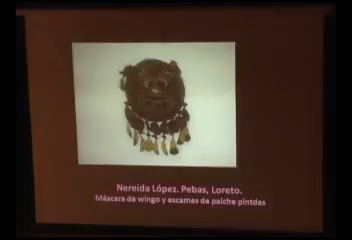 Nereida López. Pebas, Loreto.
Máscara de wingo y escamas de paiche pintdas